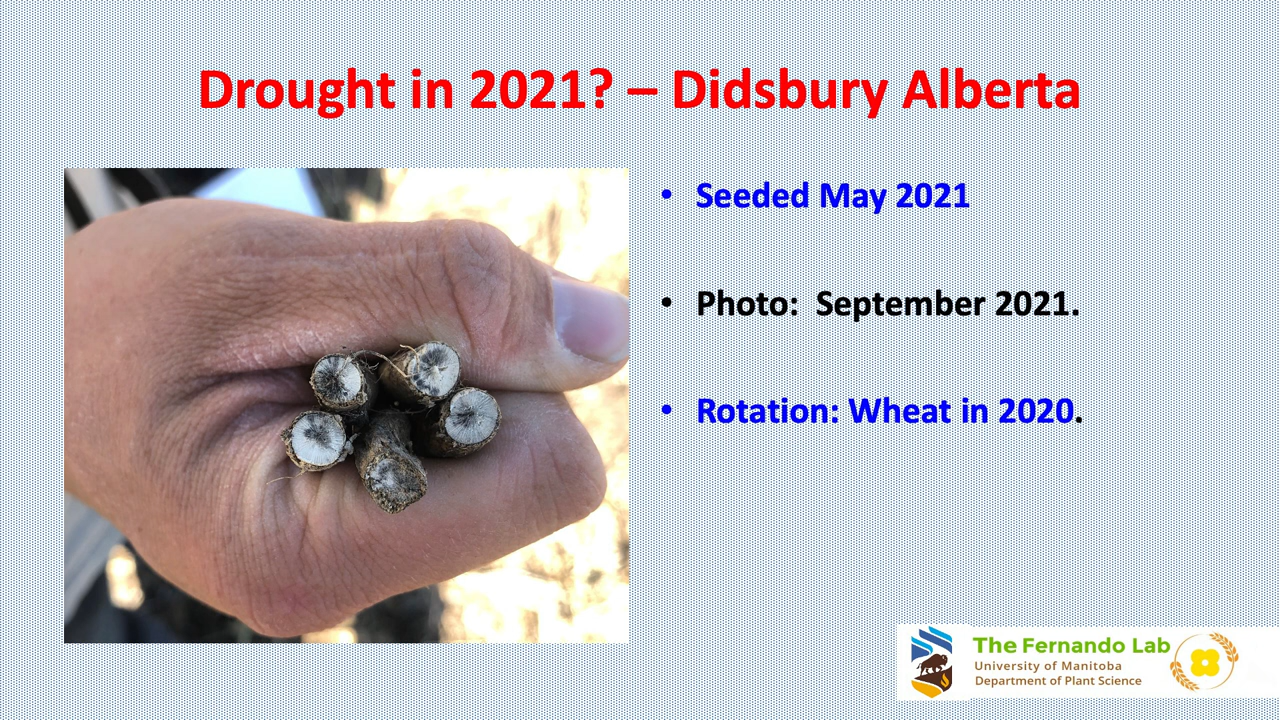 Drought in 2021? – Didsbury Alberta
• Seeded May 2021
• Photo: September 2021.
• Rotation: Wheat in 2020.
The Fernando Lab
University of Manitoba
Department of Plant Science